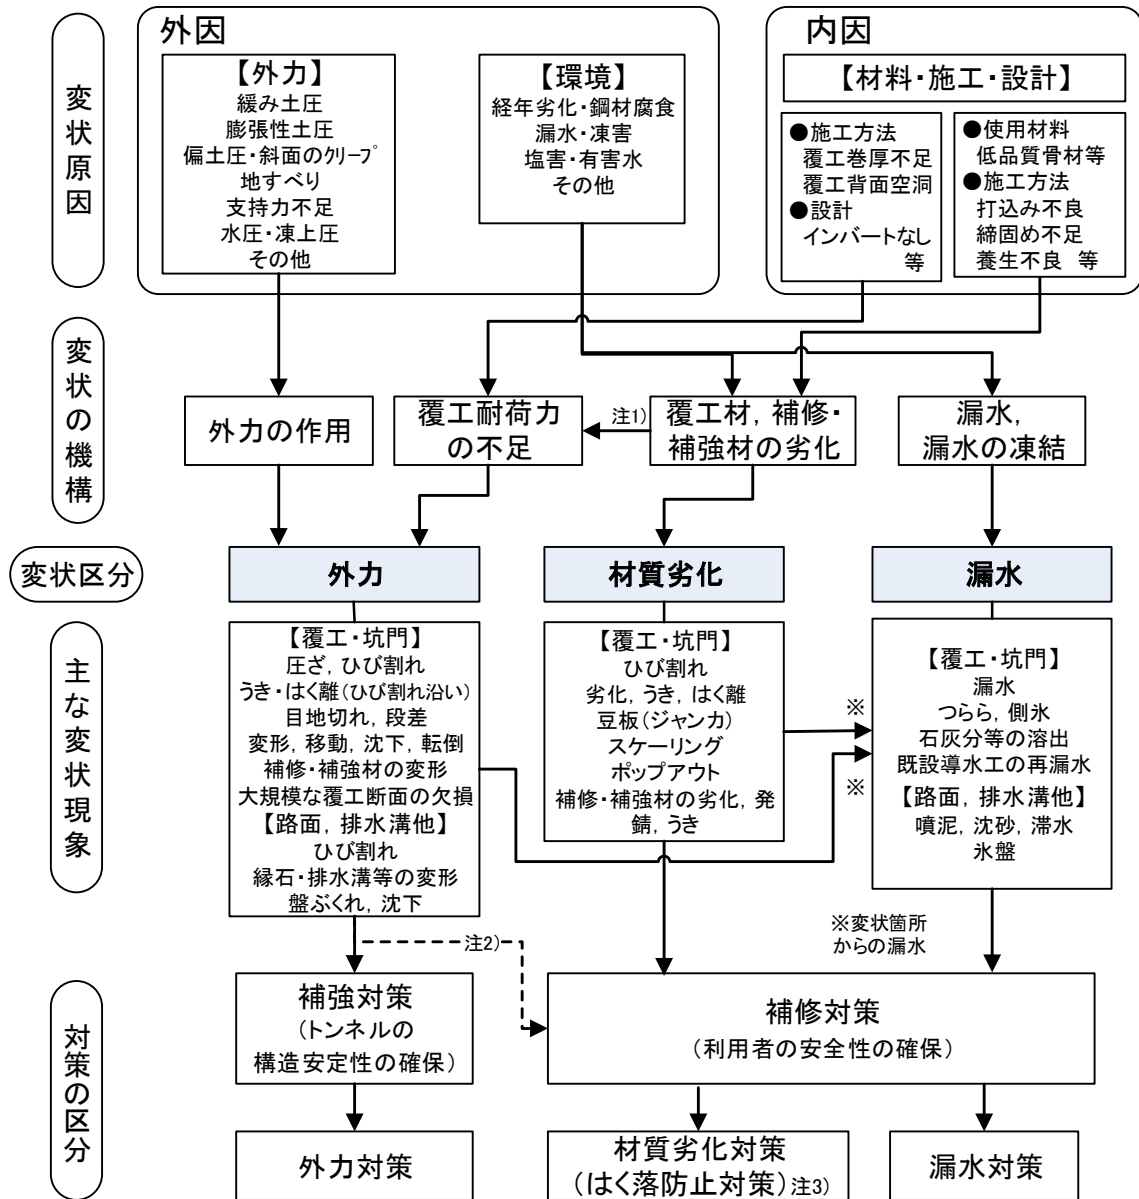 変状原因
外因
【外力】
緩み土圧
膨張性土圧
偏土圧・斜面のクリープ
地すべり
支持力不足
水圧・凍上圧
その他
【環境】
経年劣化・鋼材腐食
漏水・凍害
塩害・有害水
その他
内因
【材料・施工・設計】
●施工方法
覆工巻厚不足
覆工背面空洞
●設計
インバートなし
等
●使用材料
低品質骨材等
●施工方法
打込み不良
締固め不足
養生不良 等
変状の機構
外力の作用
覆工耐荷力
の不足
注1)
覆工材，補修・
補強材の劣化
漏水，
漏水の凍結
変状区分
外力
材質劣化
漏水
主な変状現象
【覆工・坑門】
圧ざ，ひび割れ
うき・はく離（ひび割れ沿い）
目地切れ，段差
変形，移動，沈下，転倒
補修・補強材の変形
大規模な覆工断面の欠損
【路面，排水溝他】
ひび割れ
縁石・排水溝等の変形
盤ぶくれ，沈下
【覆工・坑門】
ひび割れ
劣化，うき，はく離
豆板（ジャンカ）
スケーリング
ポップアウト
補修・補強材の劣化，発
錆，うき
※
※
【覆工・坑門】
漏水
つらら，側氷
石灰分等の溶出
既設導水工の再漏水
【路面，排水溝他】
噴泥，沈砂，滞水
氷盤
※変状箇所
からの漏水
注2)
対策の区分
補強対策
（トンネルの
構造安定性の確保）
補修対策
（利用者の安全性の確保）
外力対策
材質劣化対策
（はく落防止対策）注3)
漏水対策